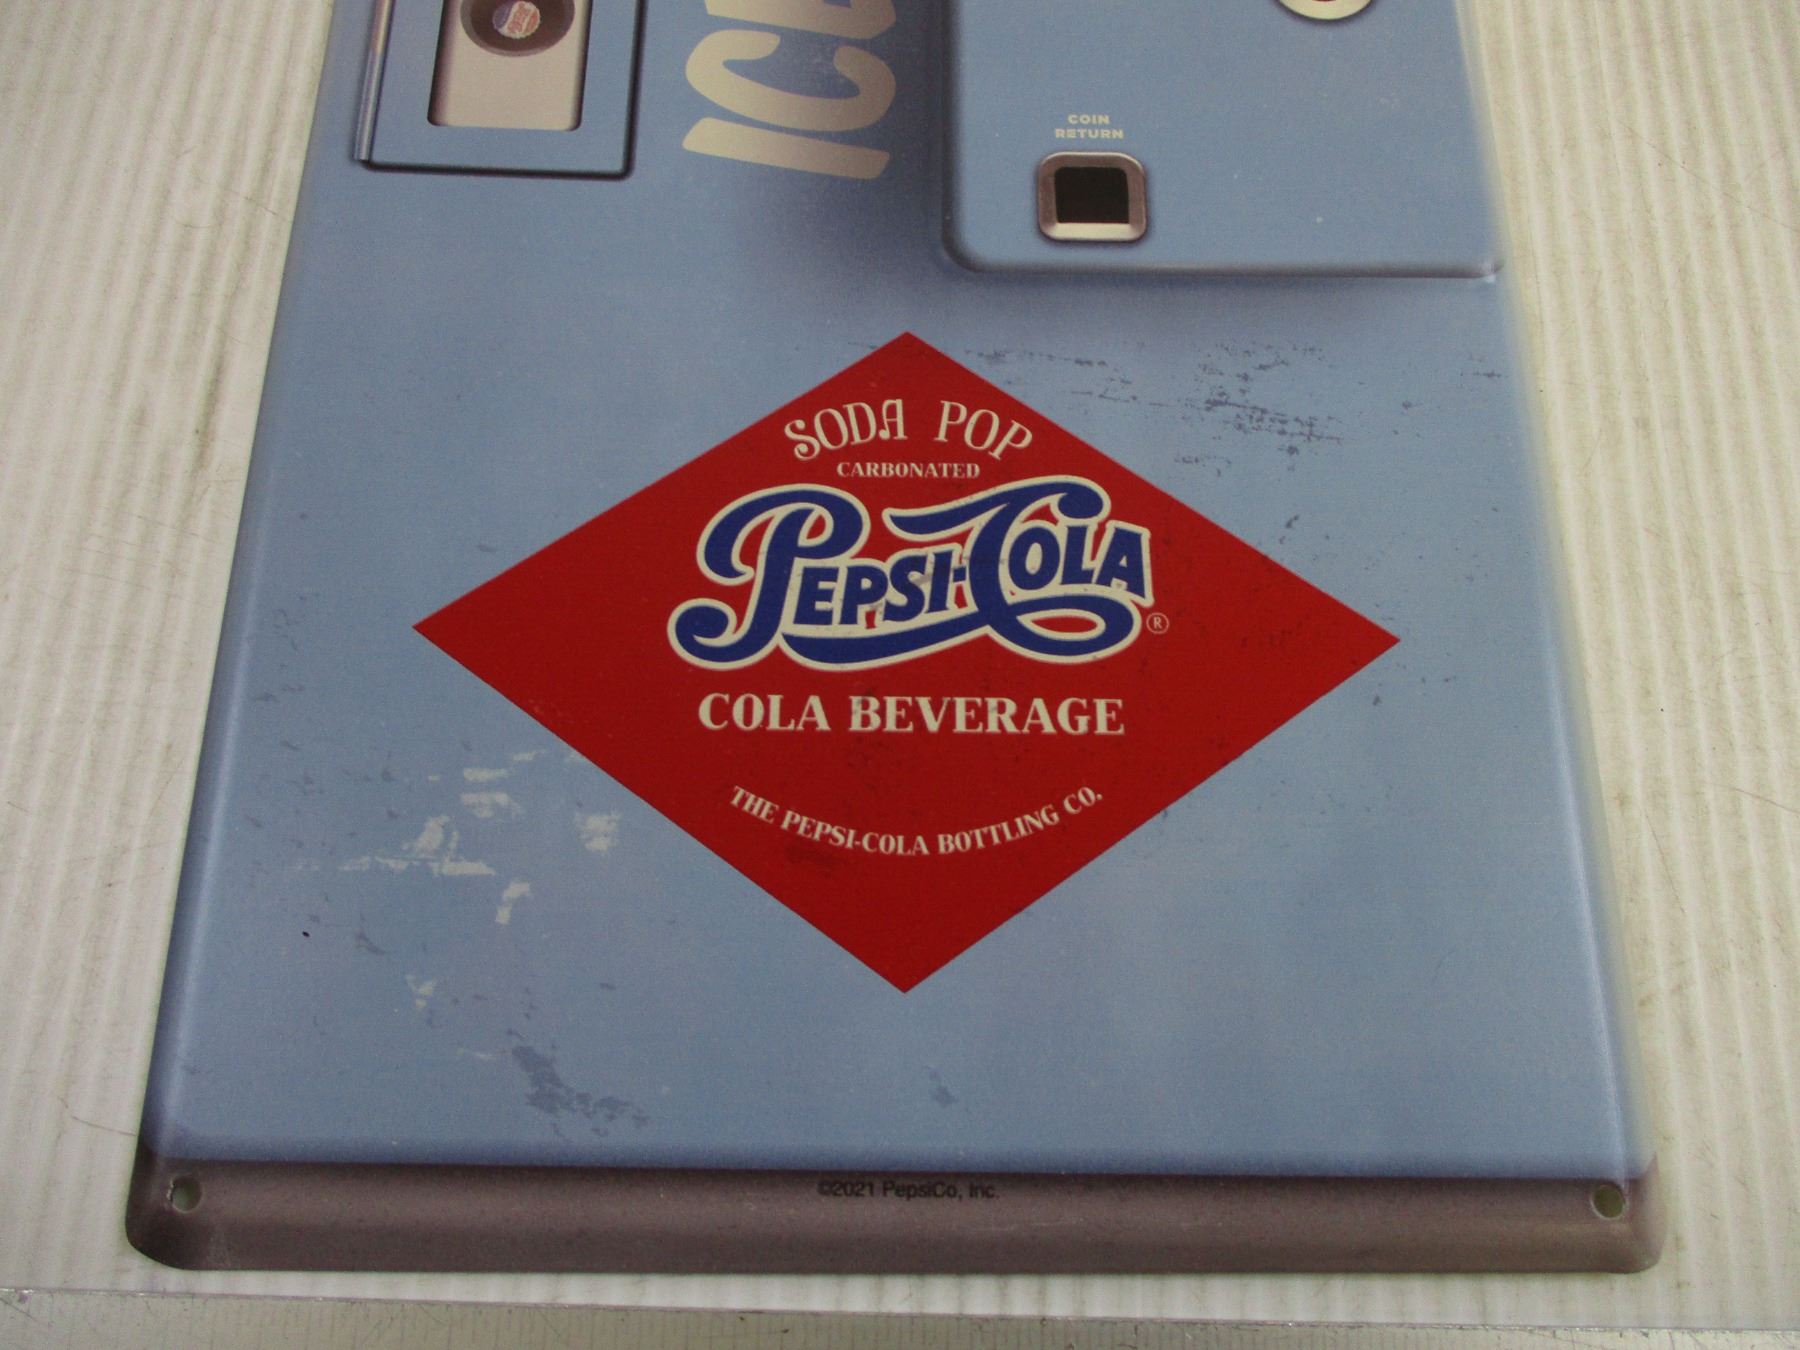 ICE
COIN
RETURN
SODA POP
CARBONATED
PEPSI-COLA®
COLA BEVERAGE
THE PEPSI-COLA BOTTLING CO.
©2021 PepsiCo, Inc.